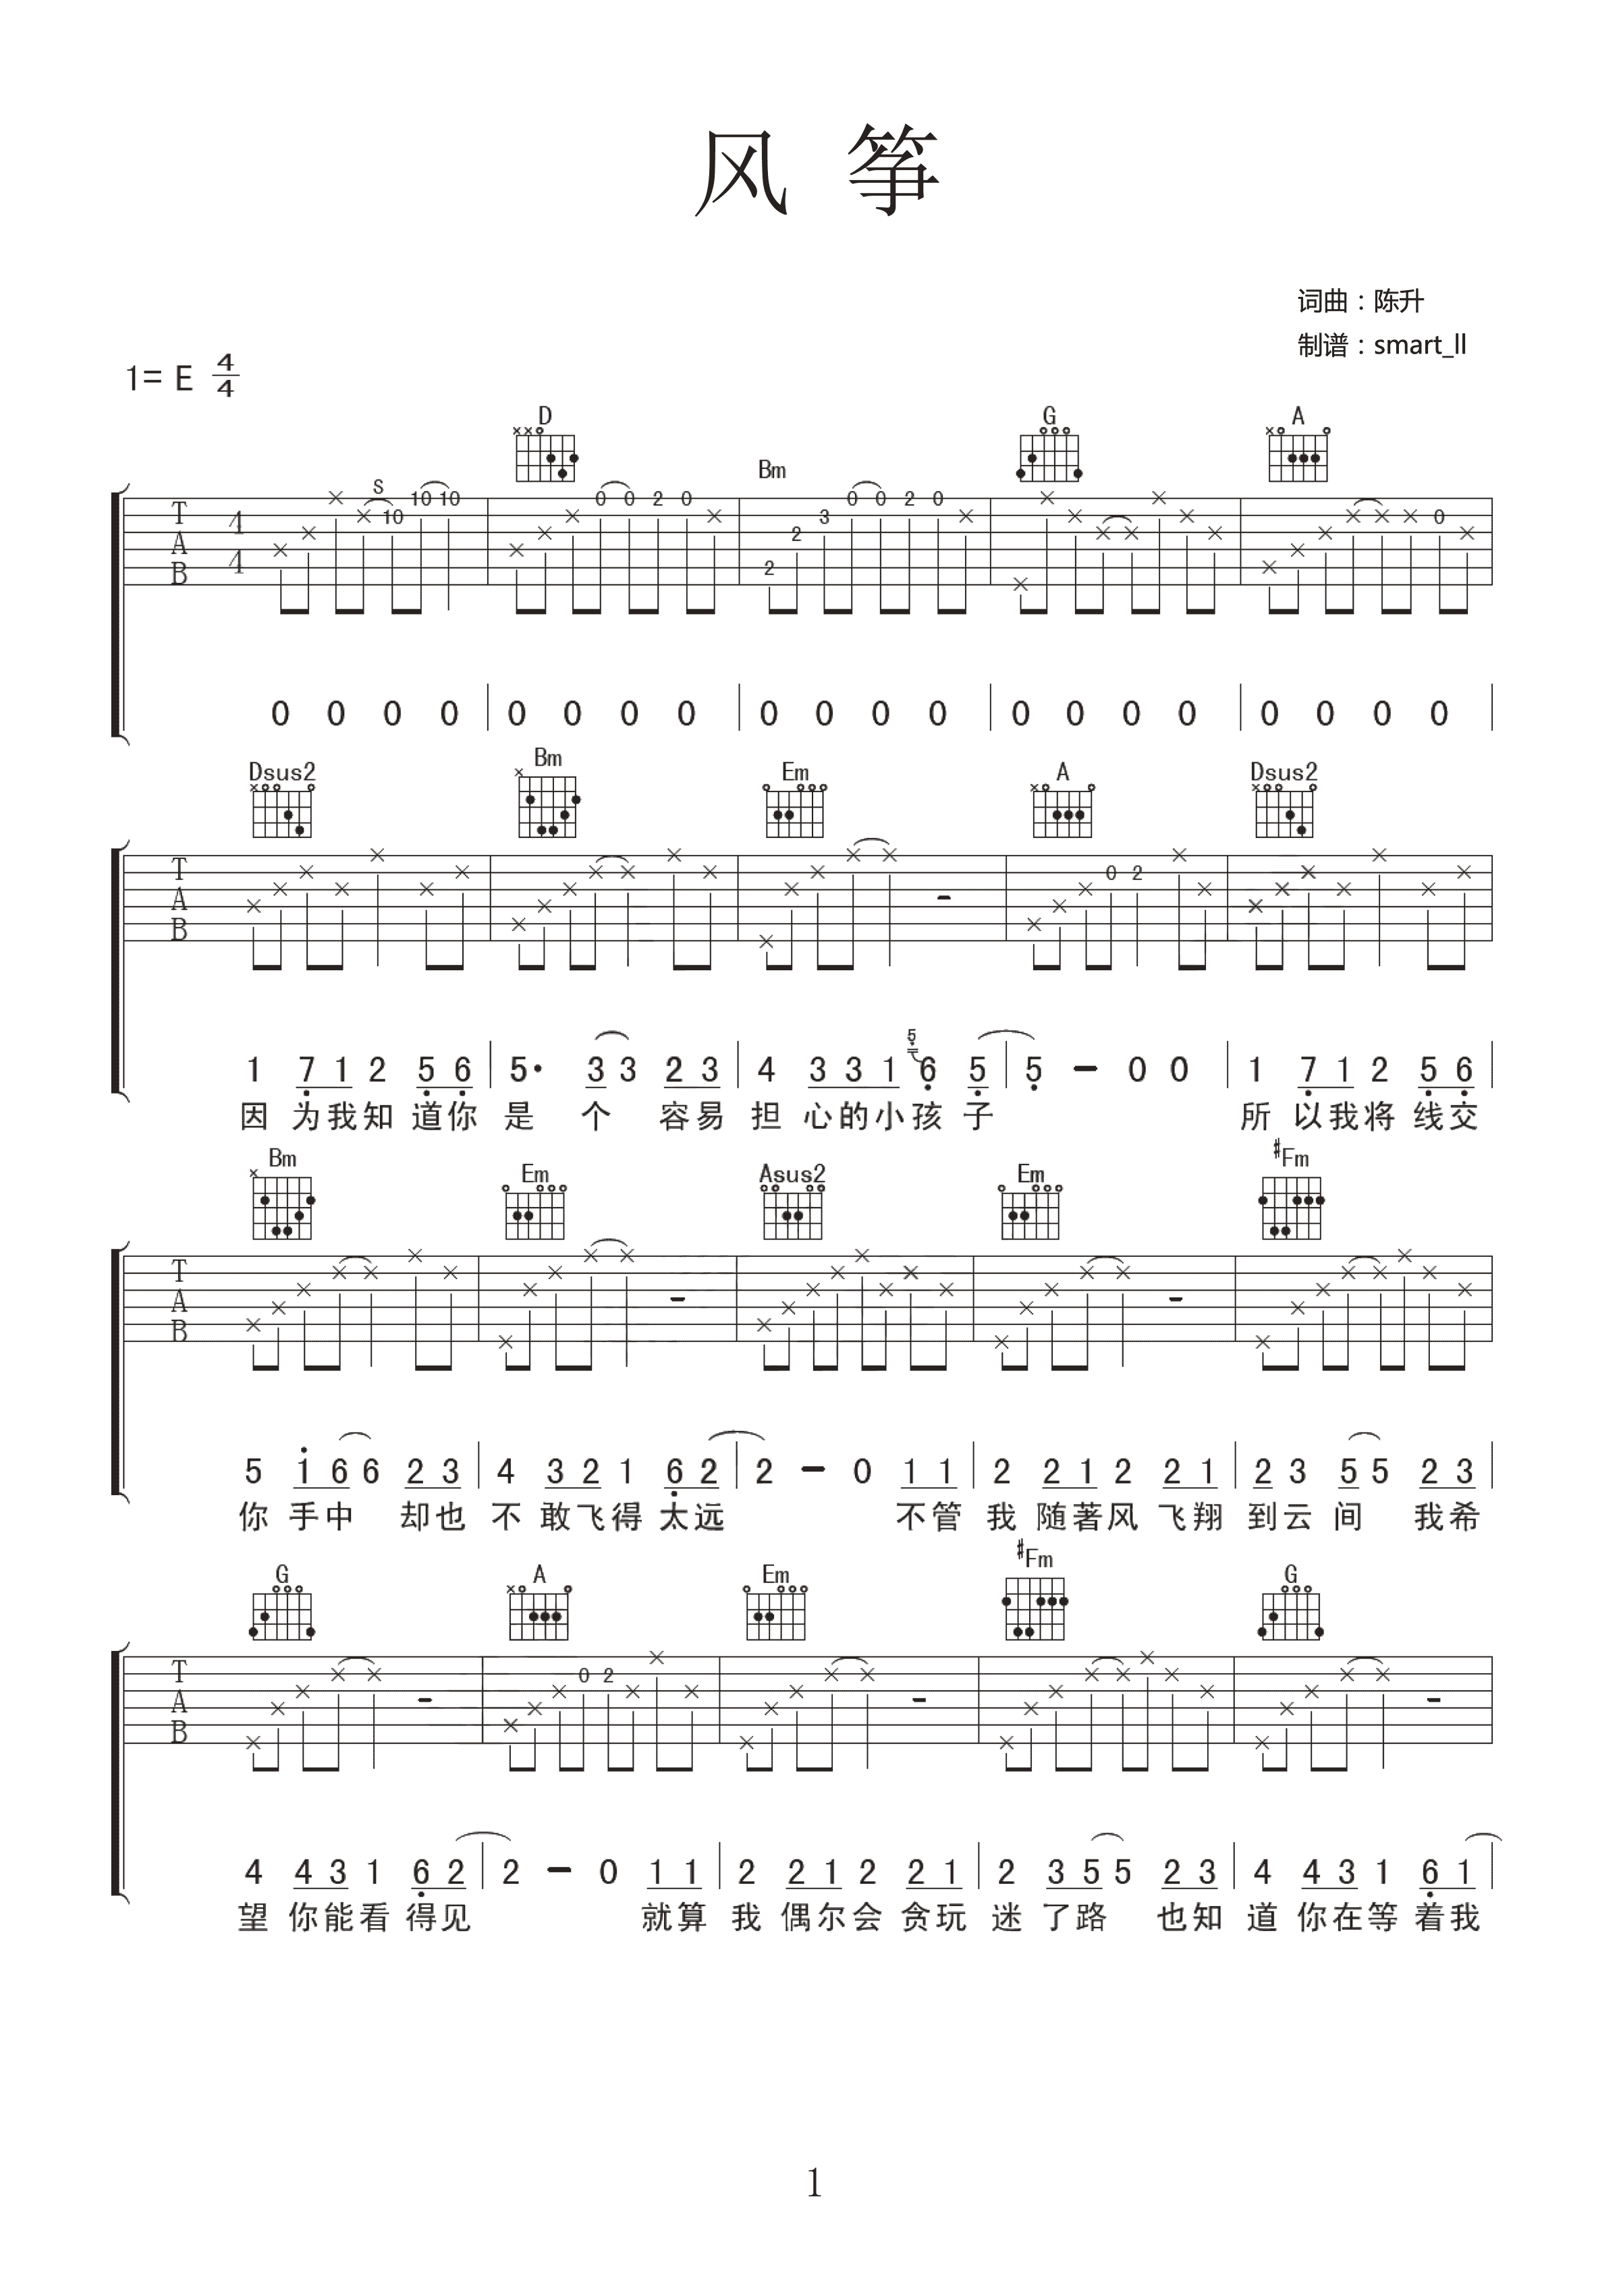 风 筝
词曲：陈升
制谱：smart_ll
1= E 4/4
D G A
Bm
S
10 10 10 0 0 2 0 2 2 3 0 0 2 0 0
T A B 4 4
0 0 0 0 0 0 0 0 0 0 0 0 0 0 0 0 0 0 0 0
Dsus2 Bm Em A Dsus2
T A B 0 2
1 7 1 2 5 6 5· 3 3 2 3 4 3 3 1 5 6 5 5 - 0 0 1 7 1 2 5 6
因 为我知 道你 是 个 容易 担 心的小孩 子 所 以我将 线交
Bm Em Asus2 Em #Fm
T A B
5 1 6 6 2 3 4 3 2 1 6 2 2 - 0 1 1 2 2 1 2 2 1 2 3 5 5 2 3
你 手中 却也 不 敢飞得 太远 不管 我 随著风 飞翔 到云 间 我希
G A Em #Fm G
T A B 0 2
4 4 3 1 6 2 2 - 0 1 1 2 2 1 2 2 1 2 3 5 5 2 3 4 4 3 1 6 1
望 你能看 得见 就算 我 偶尔会 贪玩 迷 了路 也知 道 你在等 着我
1